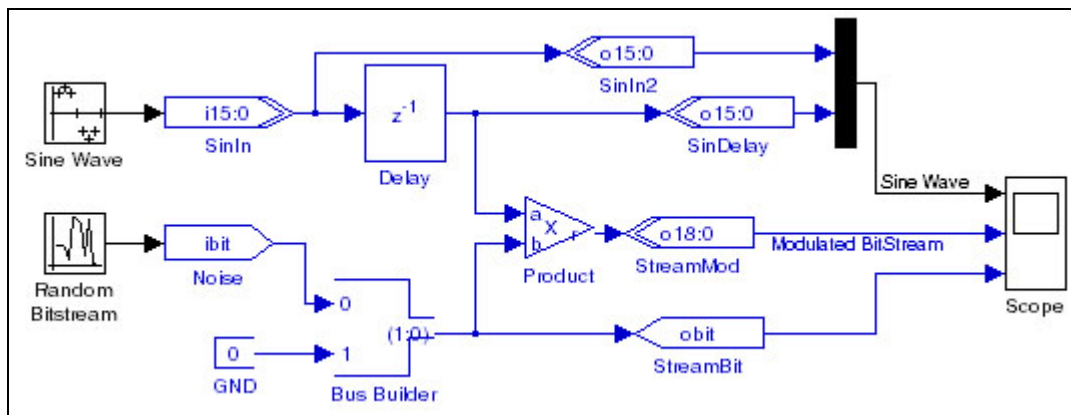 o15:0
SinIn2
i15:0
SinIn
z-1
Delay
o15:0
SinDelay
Sine Wave
Sine Wave
a
X
b
r
Product
o18:0
StreamMod
Modulated BitStream
ibit
Noise
Random
Bitstream
0
(1:0)
1
Bus Builder
0
GND
obit
StreamBit
Scope